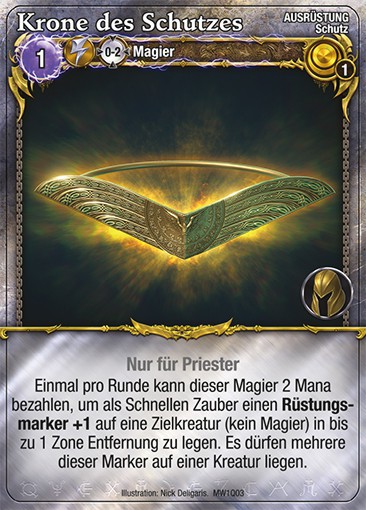 Krone des Schutzes
AUSRÜSTUNG
Schutz
1
0-2
Magier
1
Nur für Priester
Einmal pro Runde kann dieser Magier 2 Mana
bezahlen, um als Schnellen Zauber einen Rüstungs-
marker +1 auf eine Zielkreatur (kein Magier) in bis
zu 1 Zone Entfernung zu legen. Es dürfen mehrere
dieser Marker auf einer Kreatur liegen.
Illustration: Nick Deligaris. MW1Q03